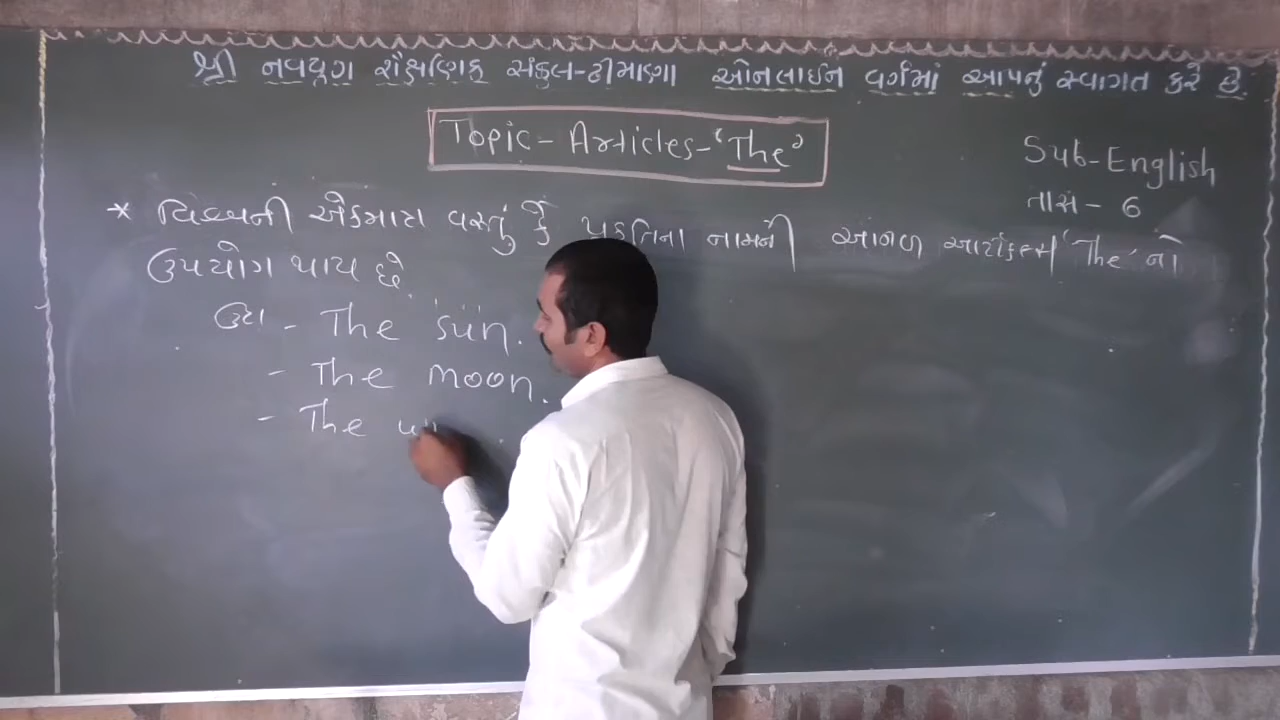 શ્રી નવયુગ શૈક્ષણિક સંકુલ-ઢીમાણા ઓનલાઈન વર્ગમાં આપનું સ્વાગત કરે છે.
Topic - Articles - 'The'
Sub - English
તાસ - 6
* વિશ્વની એકમાત્ર વસ્તું કે પ્રકૃતિના નામની આગળ આર્ટીકલ્સ 'The' નો
ઉપયોગ થાય છે.
ઉદા - The sun.
- The moon.
- The